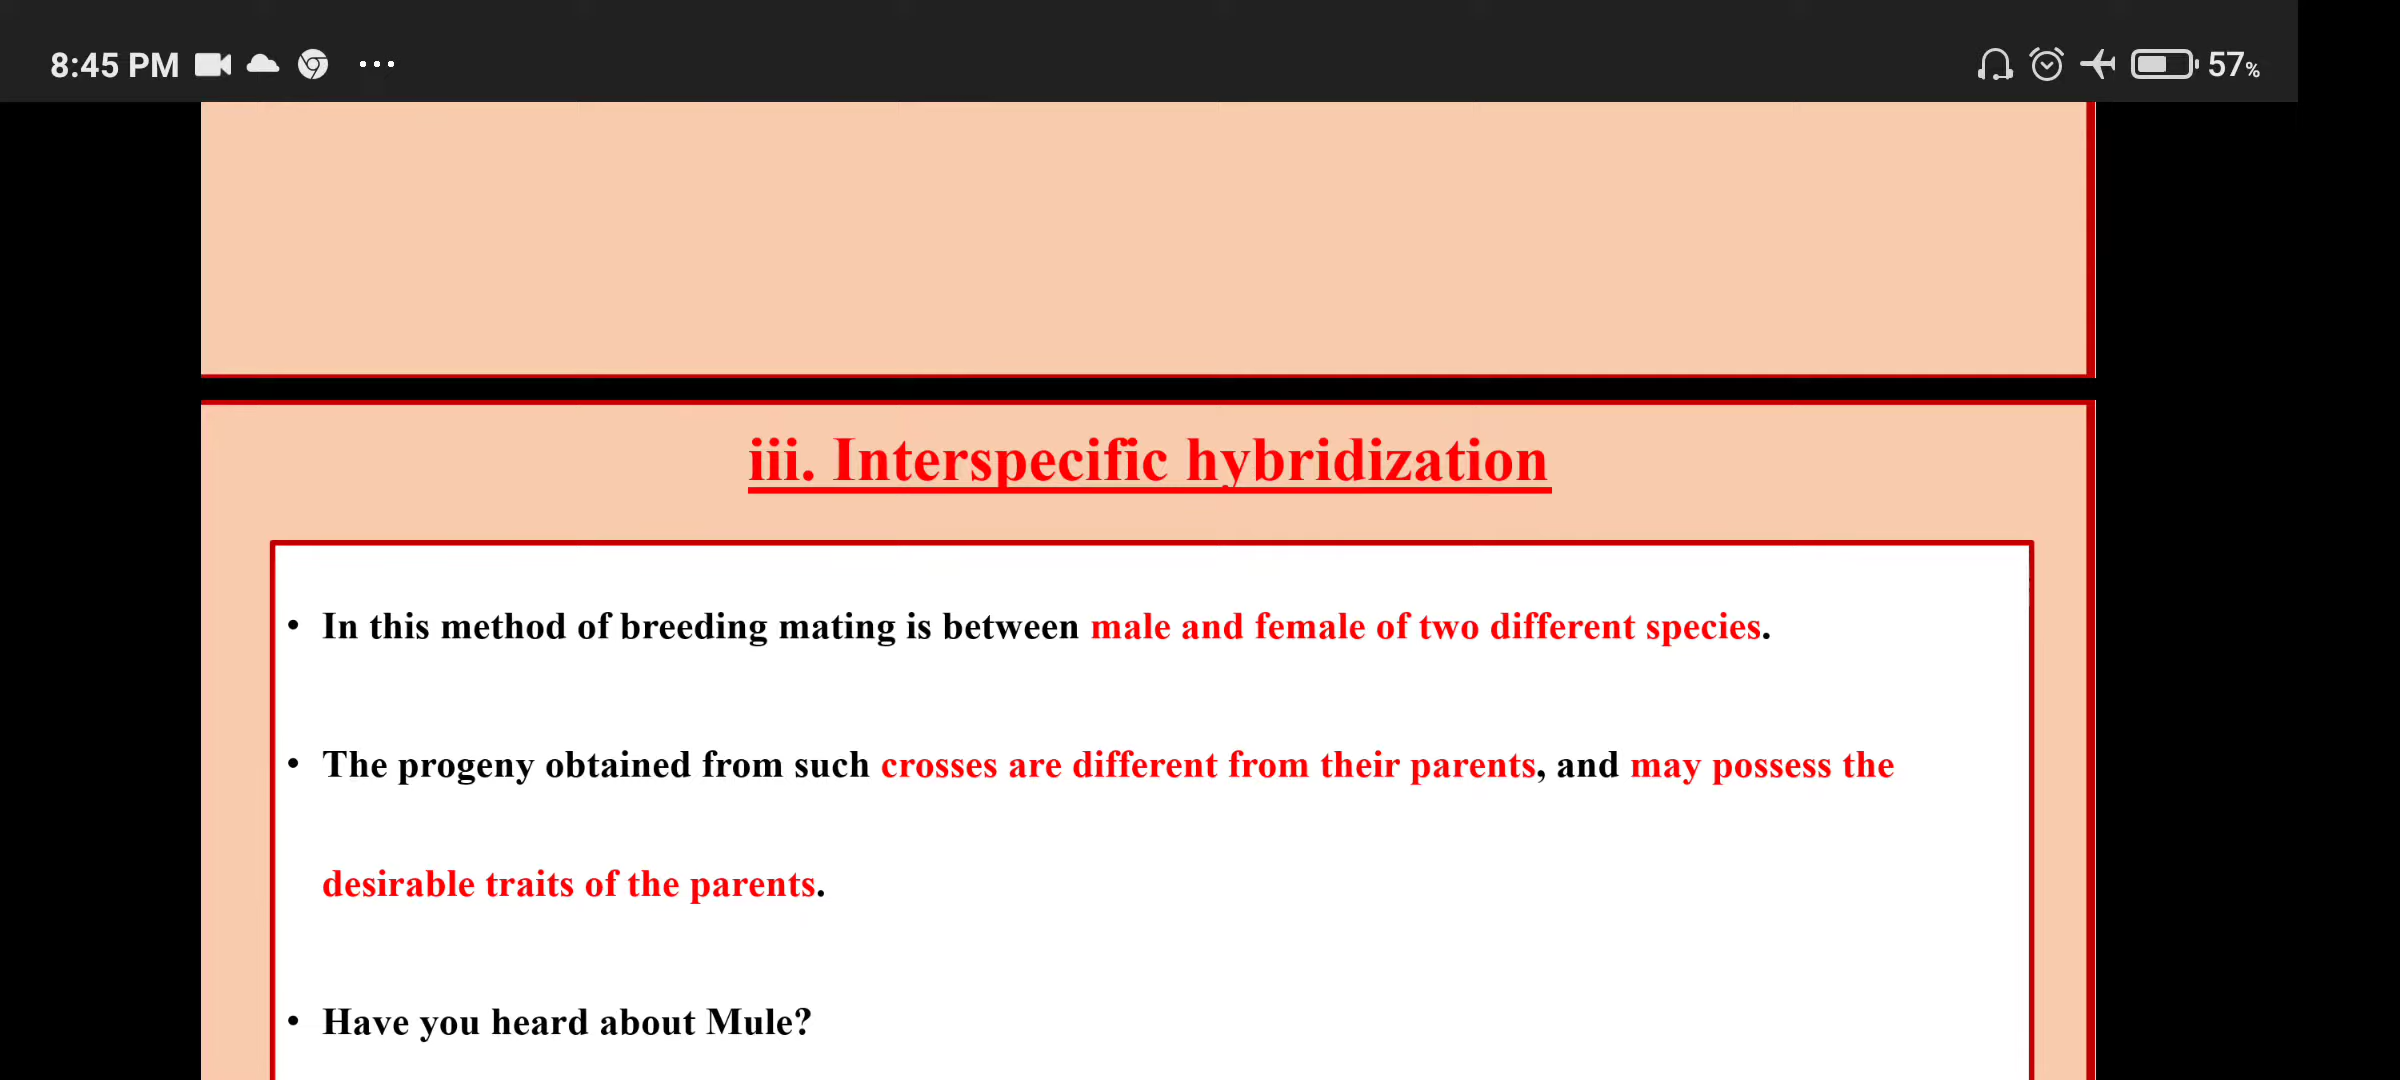 8:45 PM ... 57%
iii. Interspecific hybridization
• In this method of breeding mating is between male and female of two different species.
• The progeny obtained from such crosses are different from their parents, and may possess the
desirable traits of the parents.
• Have you heard about Mule?